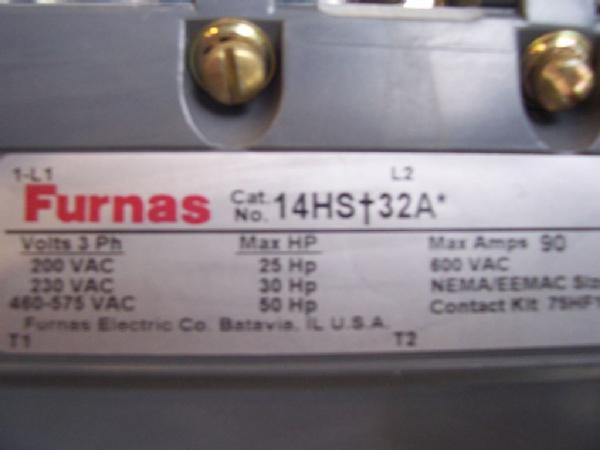 1-L1 L2
Furnas Cat. No. 14HS†32A*
Volts 3 Ph Max HP Max Amps 90
200 VAC 25 Hp 600 VAC
230 VAC 30 Hp NEMA/EEMAC Siz
460-575 VAC 50 Hp Contact Kit 75HF1
Furnas Electric Co. Batavia, IL U.S.A.
T1 T2